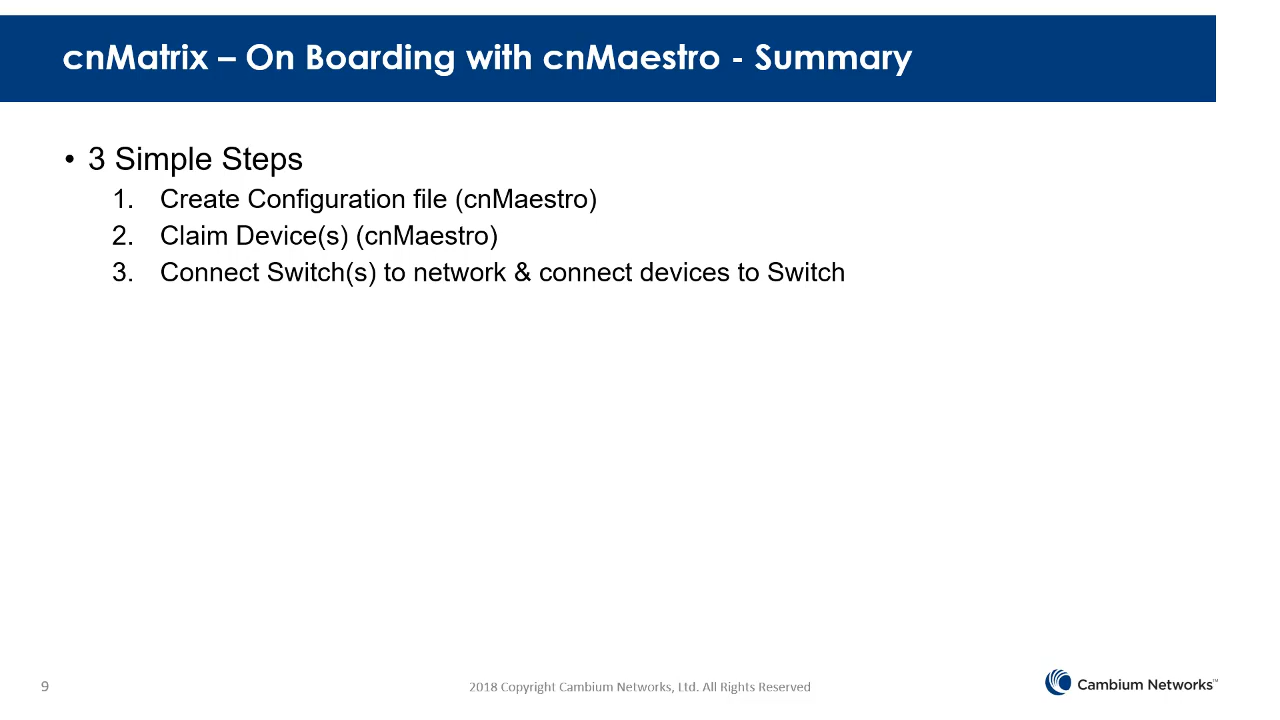 cnMatrix – On Boarding with cnMaestro - Summary
• 3 Simple Steps
1. Create Configuration file (cnMaestro)
2. Claim Device(s) (cnMaestro)
3. Connect Switch(s) to network & connect devices to Switch
9
2018 Copyright Cambium Networks, Ltd. All Rights Reserved
Cambium Networks™